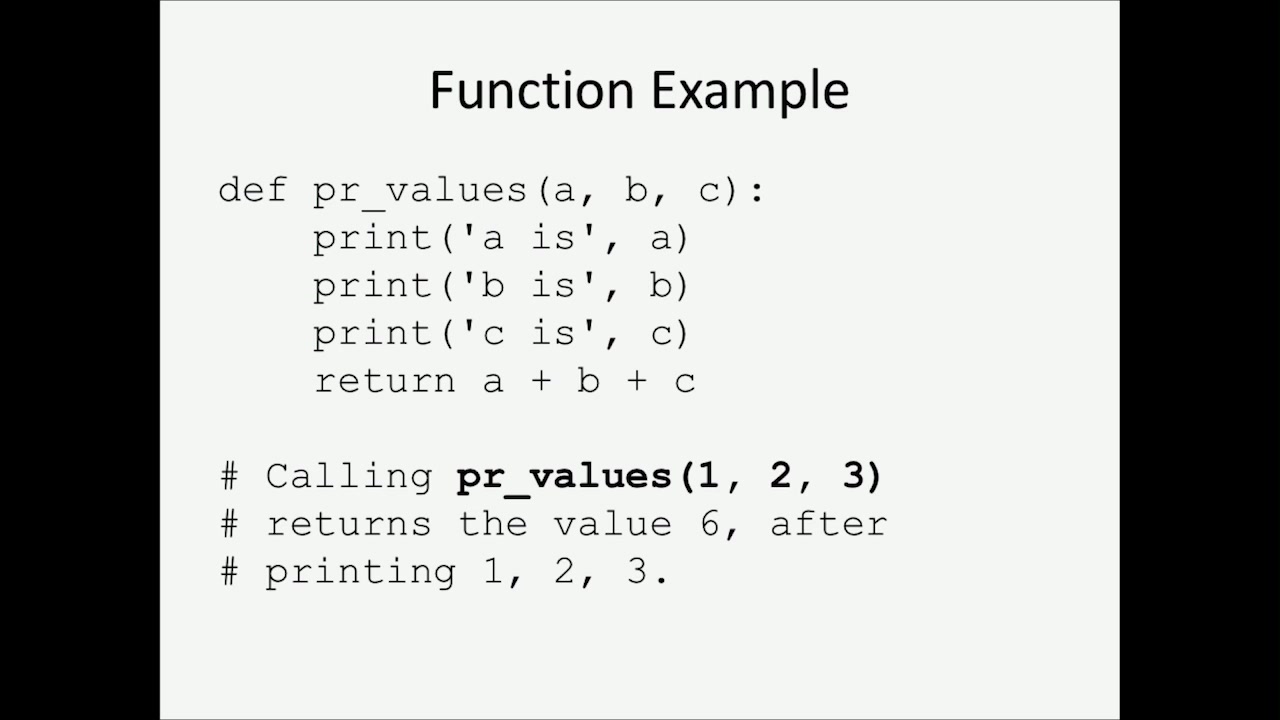 Function Example
def pr_values(a, b, c):
    print('a is', a)
    print('b is', b)
    print('c is', c)
    return a + b + c
# Calling pr_values(1, 2, 3)
# returns the value 6, after
# printing 1, 2, 3.